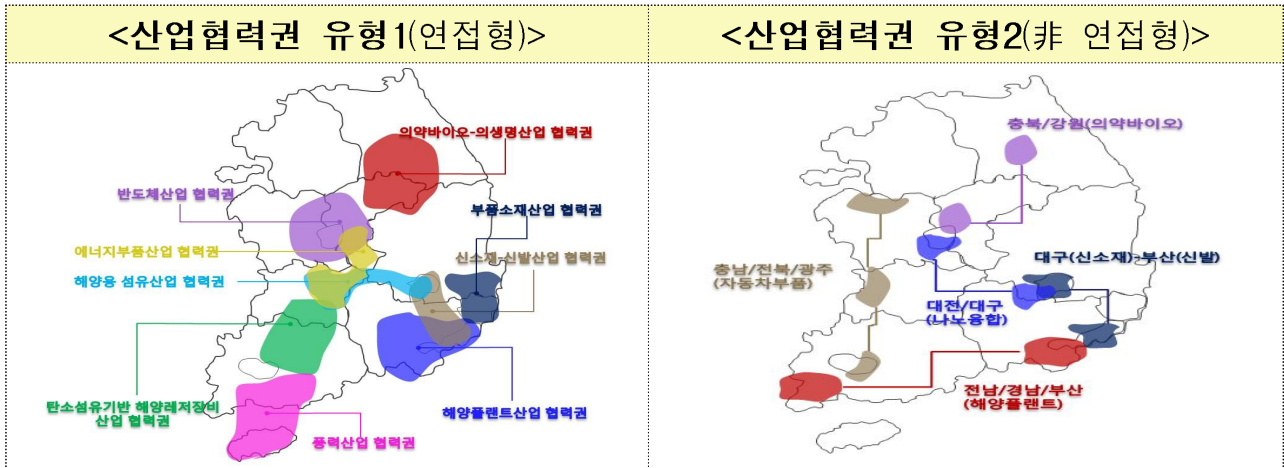 <산업협력권 유형1(연접형)>
의약바이오-의생명산업 협력권
반도체산업 협력권
부품소재산업 협력권
에너지부품산업 협력권
신소재-신발산업 협력권
해양용 섬유산업 협력권
탄소섬유기반 해양레저장비
산업 협력권
해양플랜트산업 협력권
풍력산업 협력권
<산업협력권 유형2(非 연접형)>
충북/강원(의약바이오)
대구(신소재)-부산(신발)
충남/전북/광주
(자동차부품)
대전/대구
(나노융합)
전남/경남/부산
(해양플랜트)